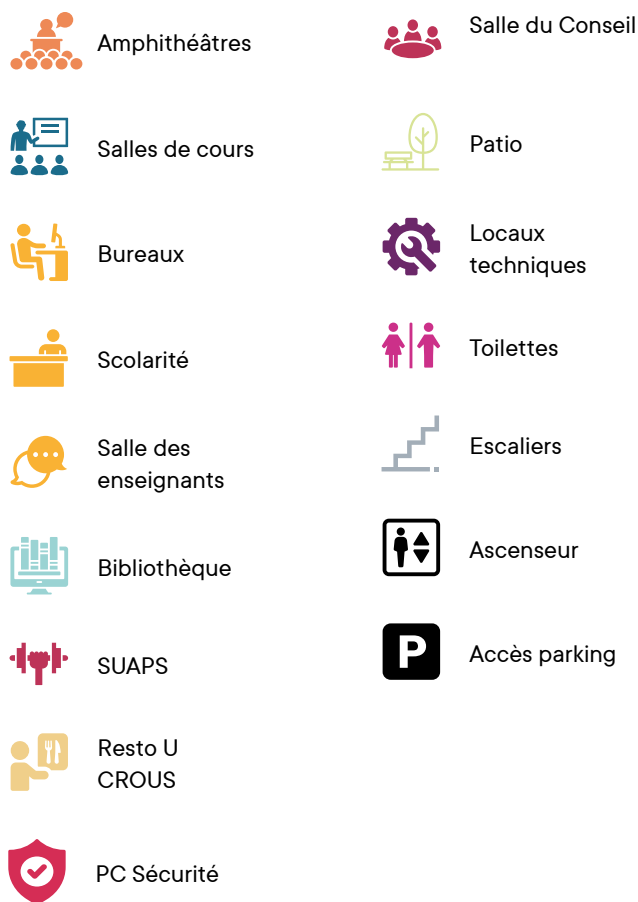 Amphithéâtres
Salles de cours
Bureaux
Scolarité
Salle des
enseignants
Bibliothèque
SUAPS
Resto U
CROUS
PC Sécurité
Salle du Conseil
Patio
Locaux
techniques
Toilettes
Escaliers
Ascenseur
P
Accès parking